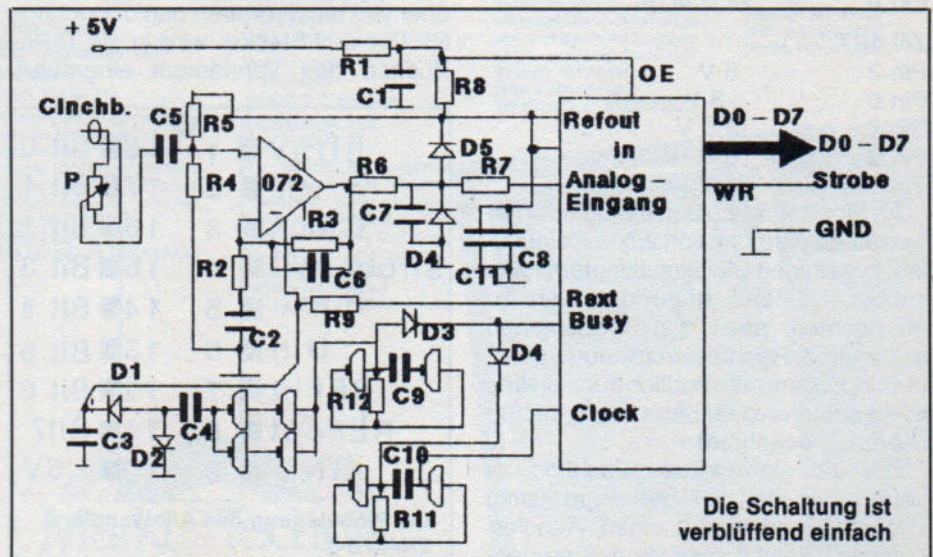 + 5V
Cinchb.
P
C5
R5
R4
072
−
R2
C2
R3
C6
R9
R1
C1
R8
D5
R6
R7
C7
D4
C11
C8
OE
Refout
in
Analog –
Eingang
Rext
Busy
Clock
D0 – D7
D0 – D7
WR
Strobe
GND
D1
C3
D2
C4
D3
R12
C9
D4
C10
R11
Die Schaltung ist
verblüffend einfach